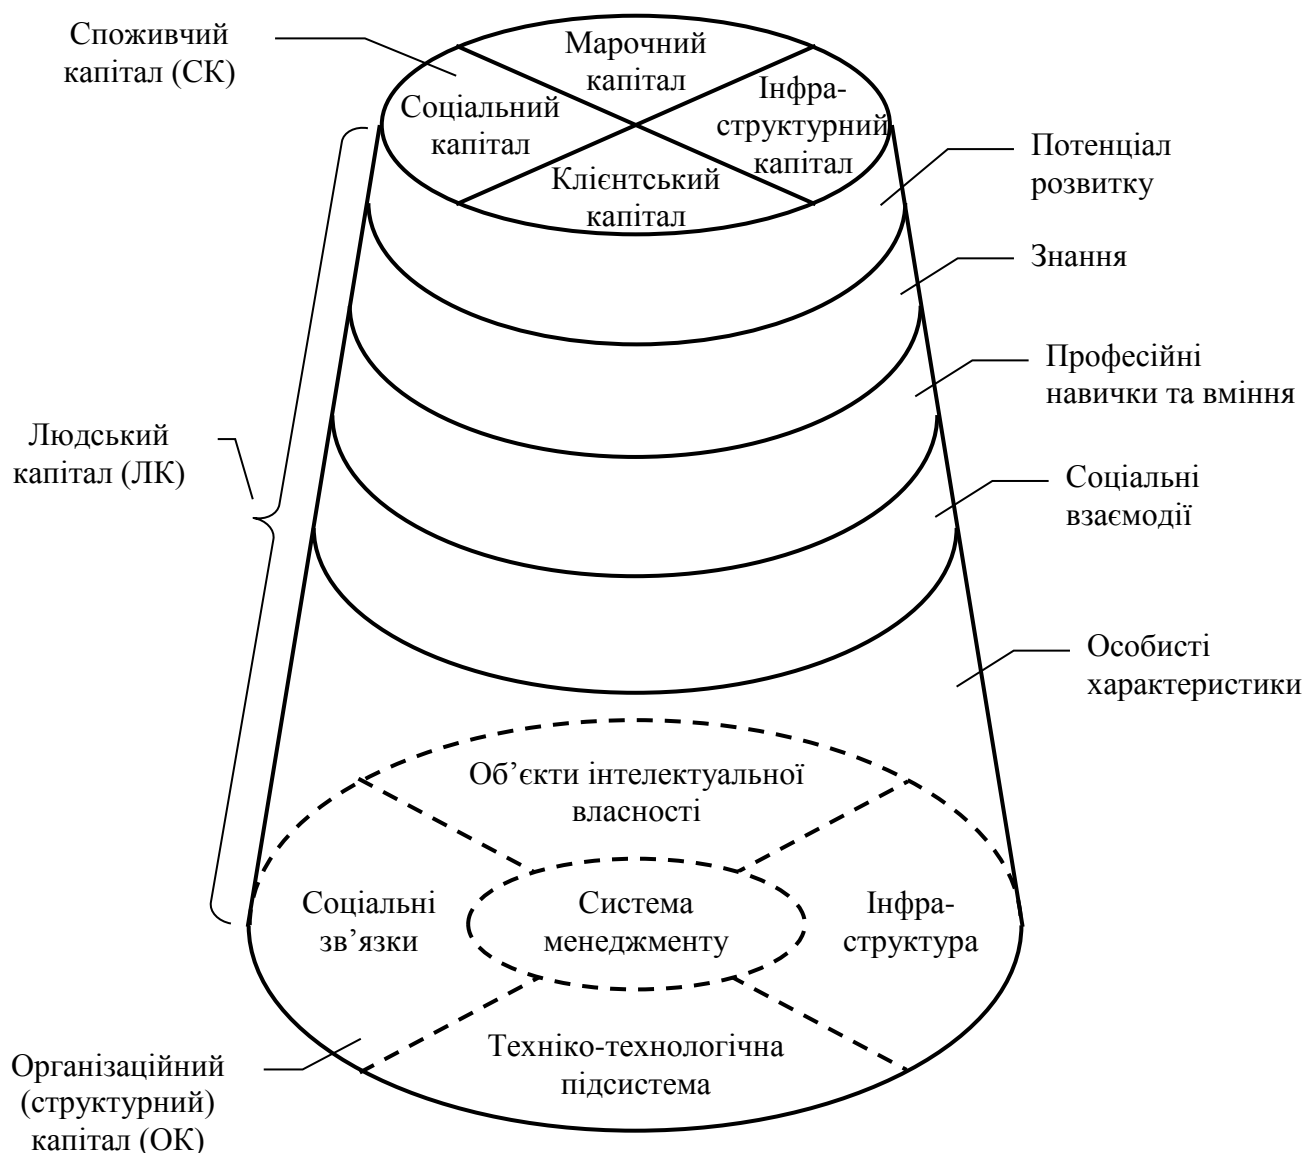 Споживчий
капітал (СК)
Марочний
капітал
Соціальний
капітал
Інфра-
структурний
капітал
Клієнтський
капітал
Потенціал
розвитку
Знання
Професійні
навички та вміння
Людський
капітал (ЛК)
Соціальні
взаємодії
Особисті
характеристики
Об’єкти інтелектуальної
власності
Соціальні
зв’язки
Система
менеджменту
Інфра-
структура
Техніко-технологічна
підсистема
Організаційний
(структурний)
капітал (ОК)